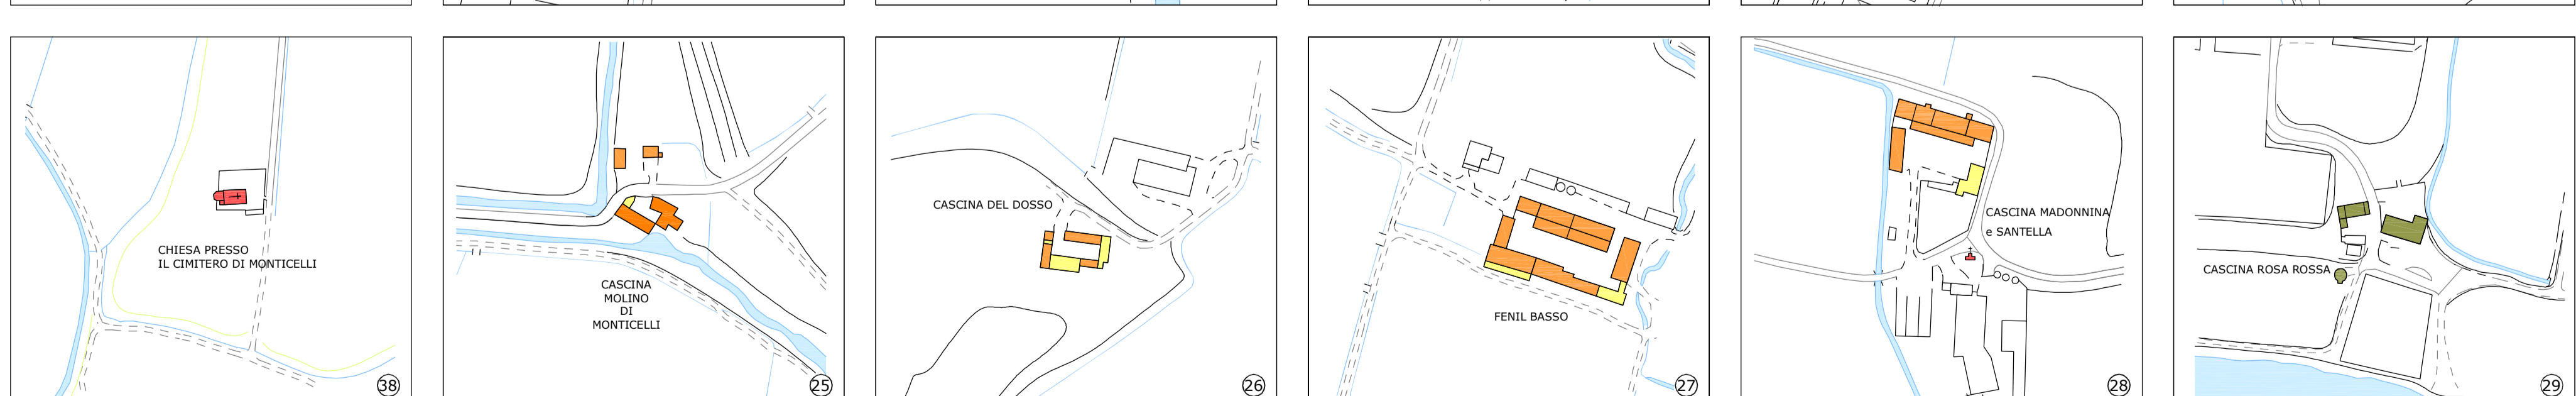 CHIESA PRESSO
IL CIMITERO DI MONTICELLI
38
CASCINA
MOLINO
DI
MONTICELLI
25
CASCINA DEL DOSSO
26
FENIL BASSO
27
CASCINA MADONNINA
e SANTELLA
28
CASCINA ROSA ROSSA
29